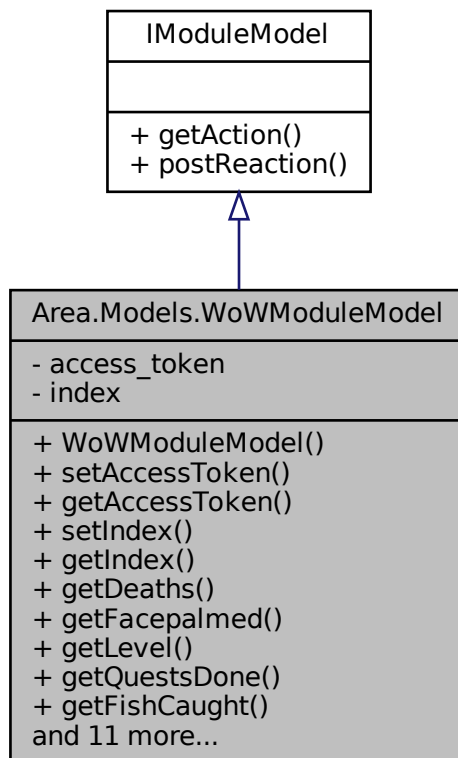 IModuleModel
+ getAction()
+ postReaction()
Area.Models.WoWModuleModel
- access_token
- index
+ WoWModuleModel()
+ setAccessToken()
+ getAccessToken()
+ setIndex()
+ getIndex()
+ getDeaths()
+ getFacepalmed()
+ getLevel()
+ getQuestsDone()
+ getFishCaught()
and 11 more...